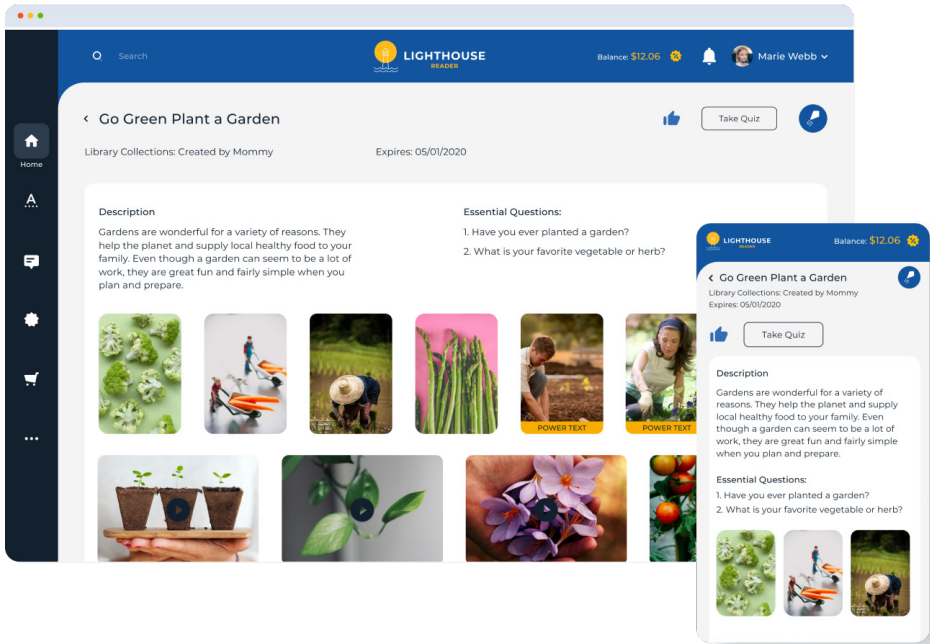 Search
LIGHTHOUSE
READER
Balance: $12.06
Marie Webb
Go Green Plant a Garden
Take Quiz
Library Collections: Created by Mommy
Expires: 05/01/2020
Home
A
Description
Gardens are wonderful for a variety of reasons. They
help the planet and supply local healthy food to your
family. Even though a garden can seem to be a lot of
work, they are great fun and fairly simple when you
plan and prepare.
Essential Questions:
1. Have you ever planted a garden?
2. What is your favorite vegetable or herb?
POWER TEXT
POWER TEXT
LIGHTHOUSE
READER
Balance: $12.06
Go Green Plant a Garden
Library Collections: Created by Mommy
Expires: 05/01/2020
Take Quiz
Description
Gardens are wonderful for a variety of
reasons. They help the planet and supply
local healthy food to your family. Even
though a garden can seem to be a lot of
work, they are great fun and fairly simple
when you plan and prepare.
Essential Questions:
1. Have you ever planted a garden?
2. What is your favorite vegetable or herb?